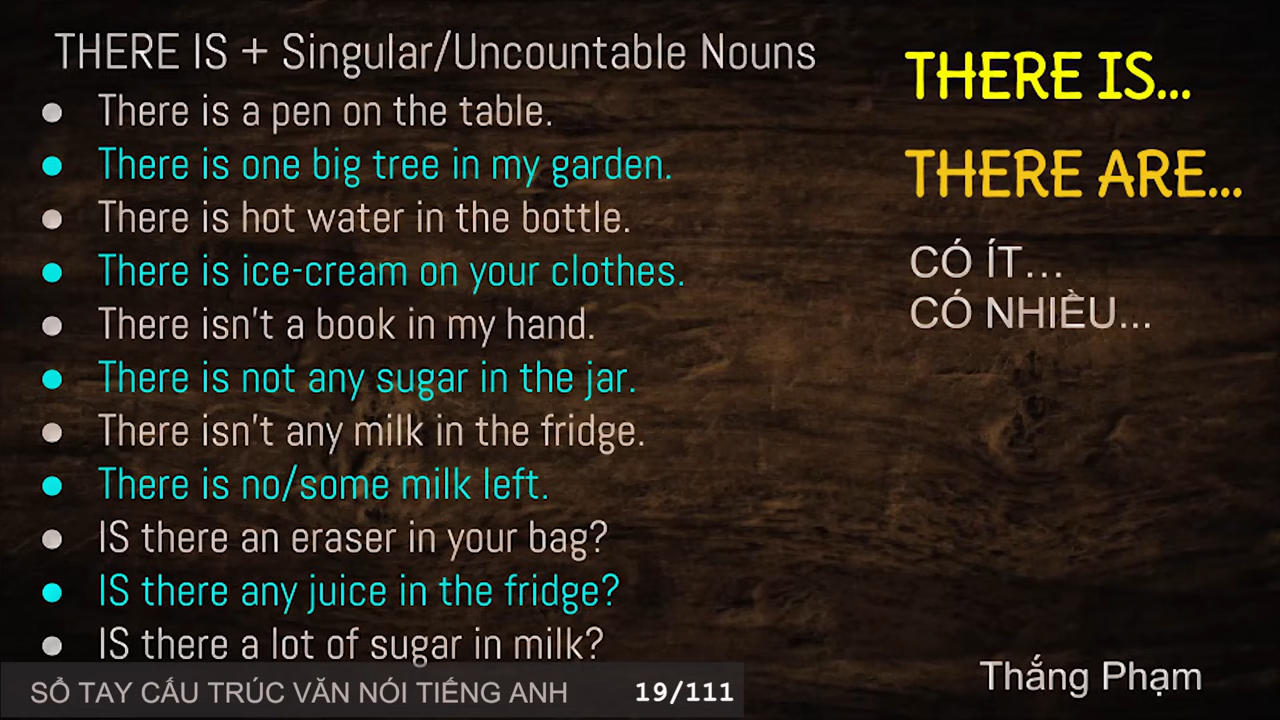 THERE IS + Singular/Uncountable Nouns
● There is a pen on the table.
● There is one big tree in my garden.
● There is hot water in the bottle.
● There is ice-cream on your clothes.
● There isn't a book in my hand.
● There is not any sugar in the jar.
● There isn't any milk in the fridge.
● There is no/some milk left.
● IS there an eraser in your bag?
● IS there any juice in the fridge?
● IS there a lot of sugar in milk?
THERE IS...
THERE ARE...
CÓ ÍT...
CÓ NHIỀU...
Thắng Phạm
SỔ TAY CẤU TRÚC VĂN NÓI TIẾNG ANH
19/111